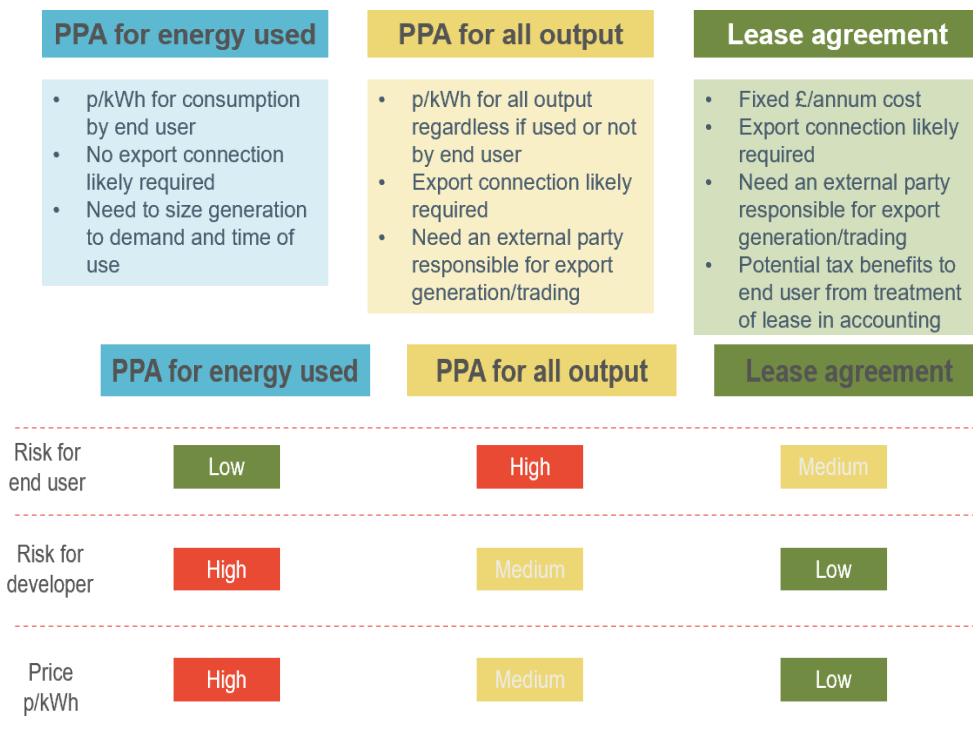 PPA for energy used
PPA for all output
Lease agreement
• p/kWh for consumption
by end user
• No export connection
likely required
• Need to size generation
to demand and time of
use
• p/kWh for all output
regardless if used or not
by end user
• Export connection likely
required
• Need an external party
responsible for export
generation/trading
• Fixed £/annum cost
• Export connection likely
required
• Need an external party
responsible for export
generation/trading
• Potential tax benefits to
end user from treatment
of lease in accounting
PPA for energy used
PPA for all output
Lease agreement
Risk for
end user
Low
High
Medium
Risk for
developer
High
Medium
Low
Price
p/kWh
High
Medium
Low